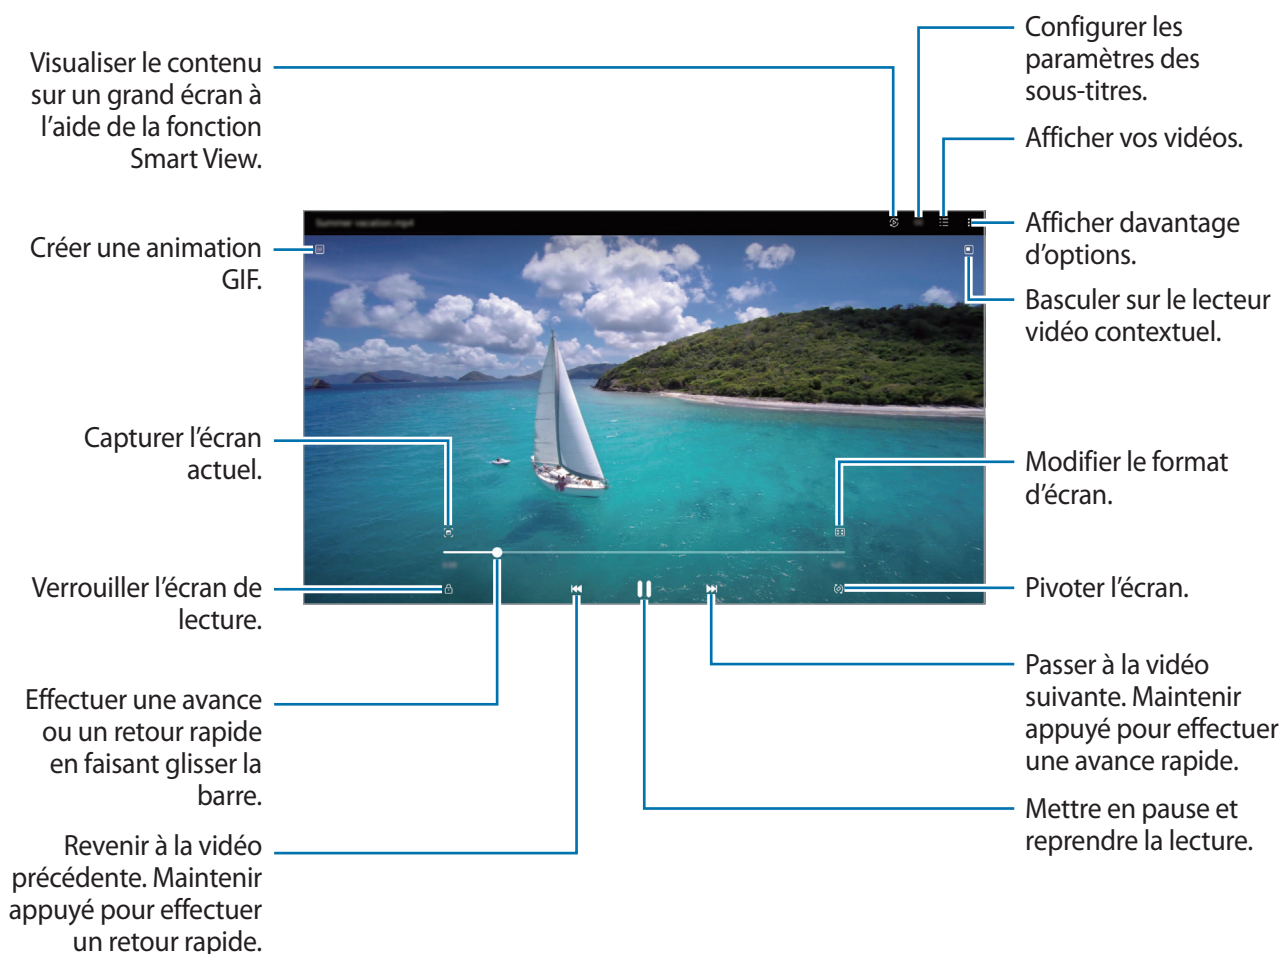 Visualiser le contenu
sur un grand écran à
l’aide de la fonction
Smart View.
Créer une animation
GIF.
Capturer l’écran
actuel.
Verrouiller l’écran de
lecture.
Effectuer une avance
ou un retour rapide
en faisant glisser la
barre.
Revenir à la vidéo
précédente. Maintenir
appuyé pour effectuer
un retour rapide.
Summer vacation.mp4
Configurer les
paramètres des
sous-titres.
Afficher vos vidéos.
Afficher davantage
d’options.
Basculer sur le lecteur
vidéo contextuel.
Modifier le format
d’écran.
Pivoter l’écran.
Passer à la vidéo
suivante. Maintenir
appuyé pour effectuer
une avance rapide.
Mettre en pause et
reprendre la lecture.